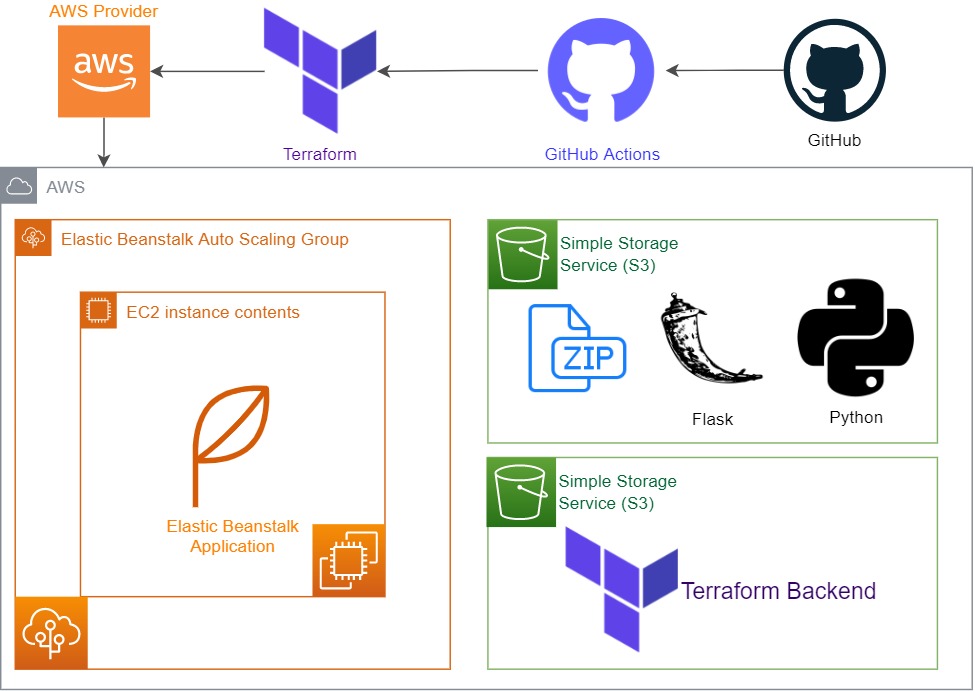 AWS Provider
aws
Terraform
GitHub Actions
GitHub
AWS
Elastic Beanstalk Auto Scaling Group
EC2 instance contents
Elastic Beanstalk
Application
Simple Storage
Service (S3)
ZIP
Flask
Python
Simple Storage
Service (S3)
Terraform Backend